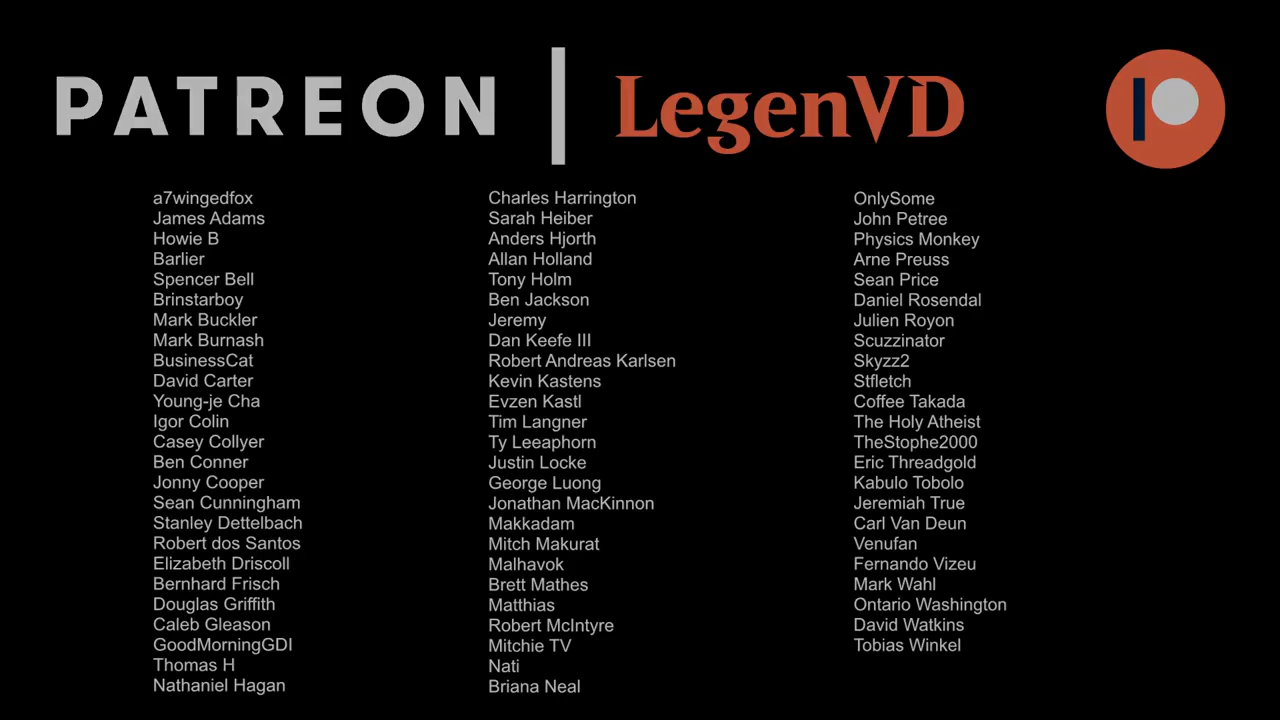 PATREON | LegenVD
a7wingedfox
James Adams
Howie B
Barlier
Spencer Bell
Brinstarboy
Mark Buckler
Mark Burnash
BusinessCat
David Carter
Young-je Cha
Igor Colin
Casey Collyer
Ben Conner
Jonny Cooper
Sean Cunningham
Stanley Dettelbach
Robert dos Santos
Elizabeth Driscoll
Bernhard Frisch
Douglas Griffith
Caleb Gleason
GoodMorningGDI
Thomas H
Nathaniel Hagan
Charles Harrington
Sarah Heiber
Anders Hjorth
Allan Holland
Tony Holm
Ben Jackson
Jeremy
Dan Keefe III
Robert Andreas Karlsen
Kevin Kastens
Evzen Kastl
Tim Langner
Ty Leeaphorn
Justin Locke
George Luong
Jonathan MacKinnon
Makkadam
Mitch Makurat
Malhavok
Brett Mathes
Matthias
Robert McIntyre
Mitchie TV
Nati
Briana Neal
OnlySome
John Petree
Physics Monkey
Arne Preuss
Sean Price
Daniel Rosendal
Julien Royon
Scuzzinator
Skyzz2
Stfletch
Coffee Takada
The Holy Atheist
TheStophe2000
Eric Threadgold
Kabulo Tobolo
Jeremiah True
Carl Van Deun
Venufan
Fernando Vizeu
Mark Wahl
Ontario Washington
David Watkins
Tobias Winkel